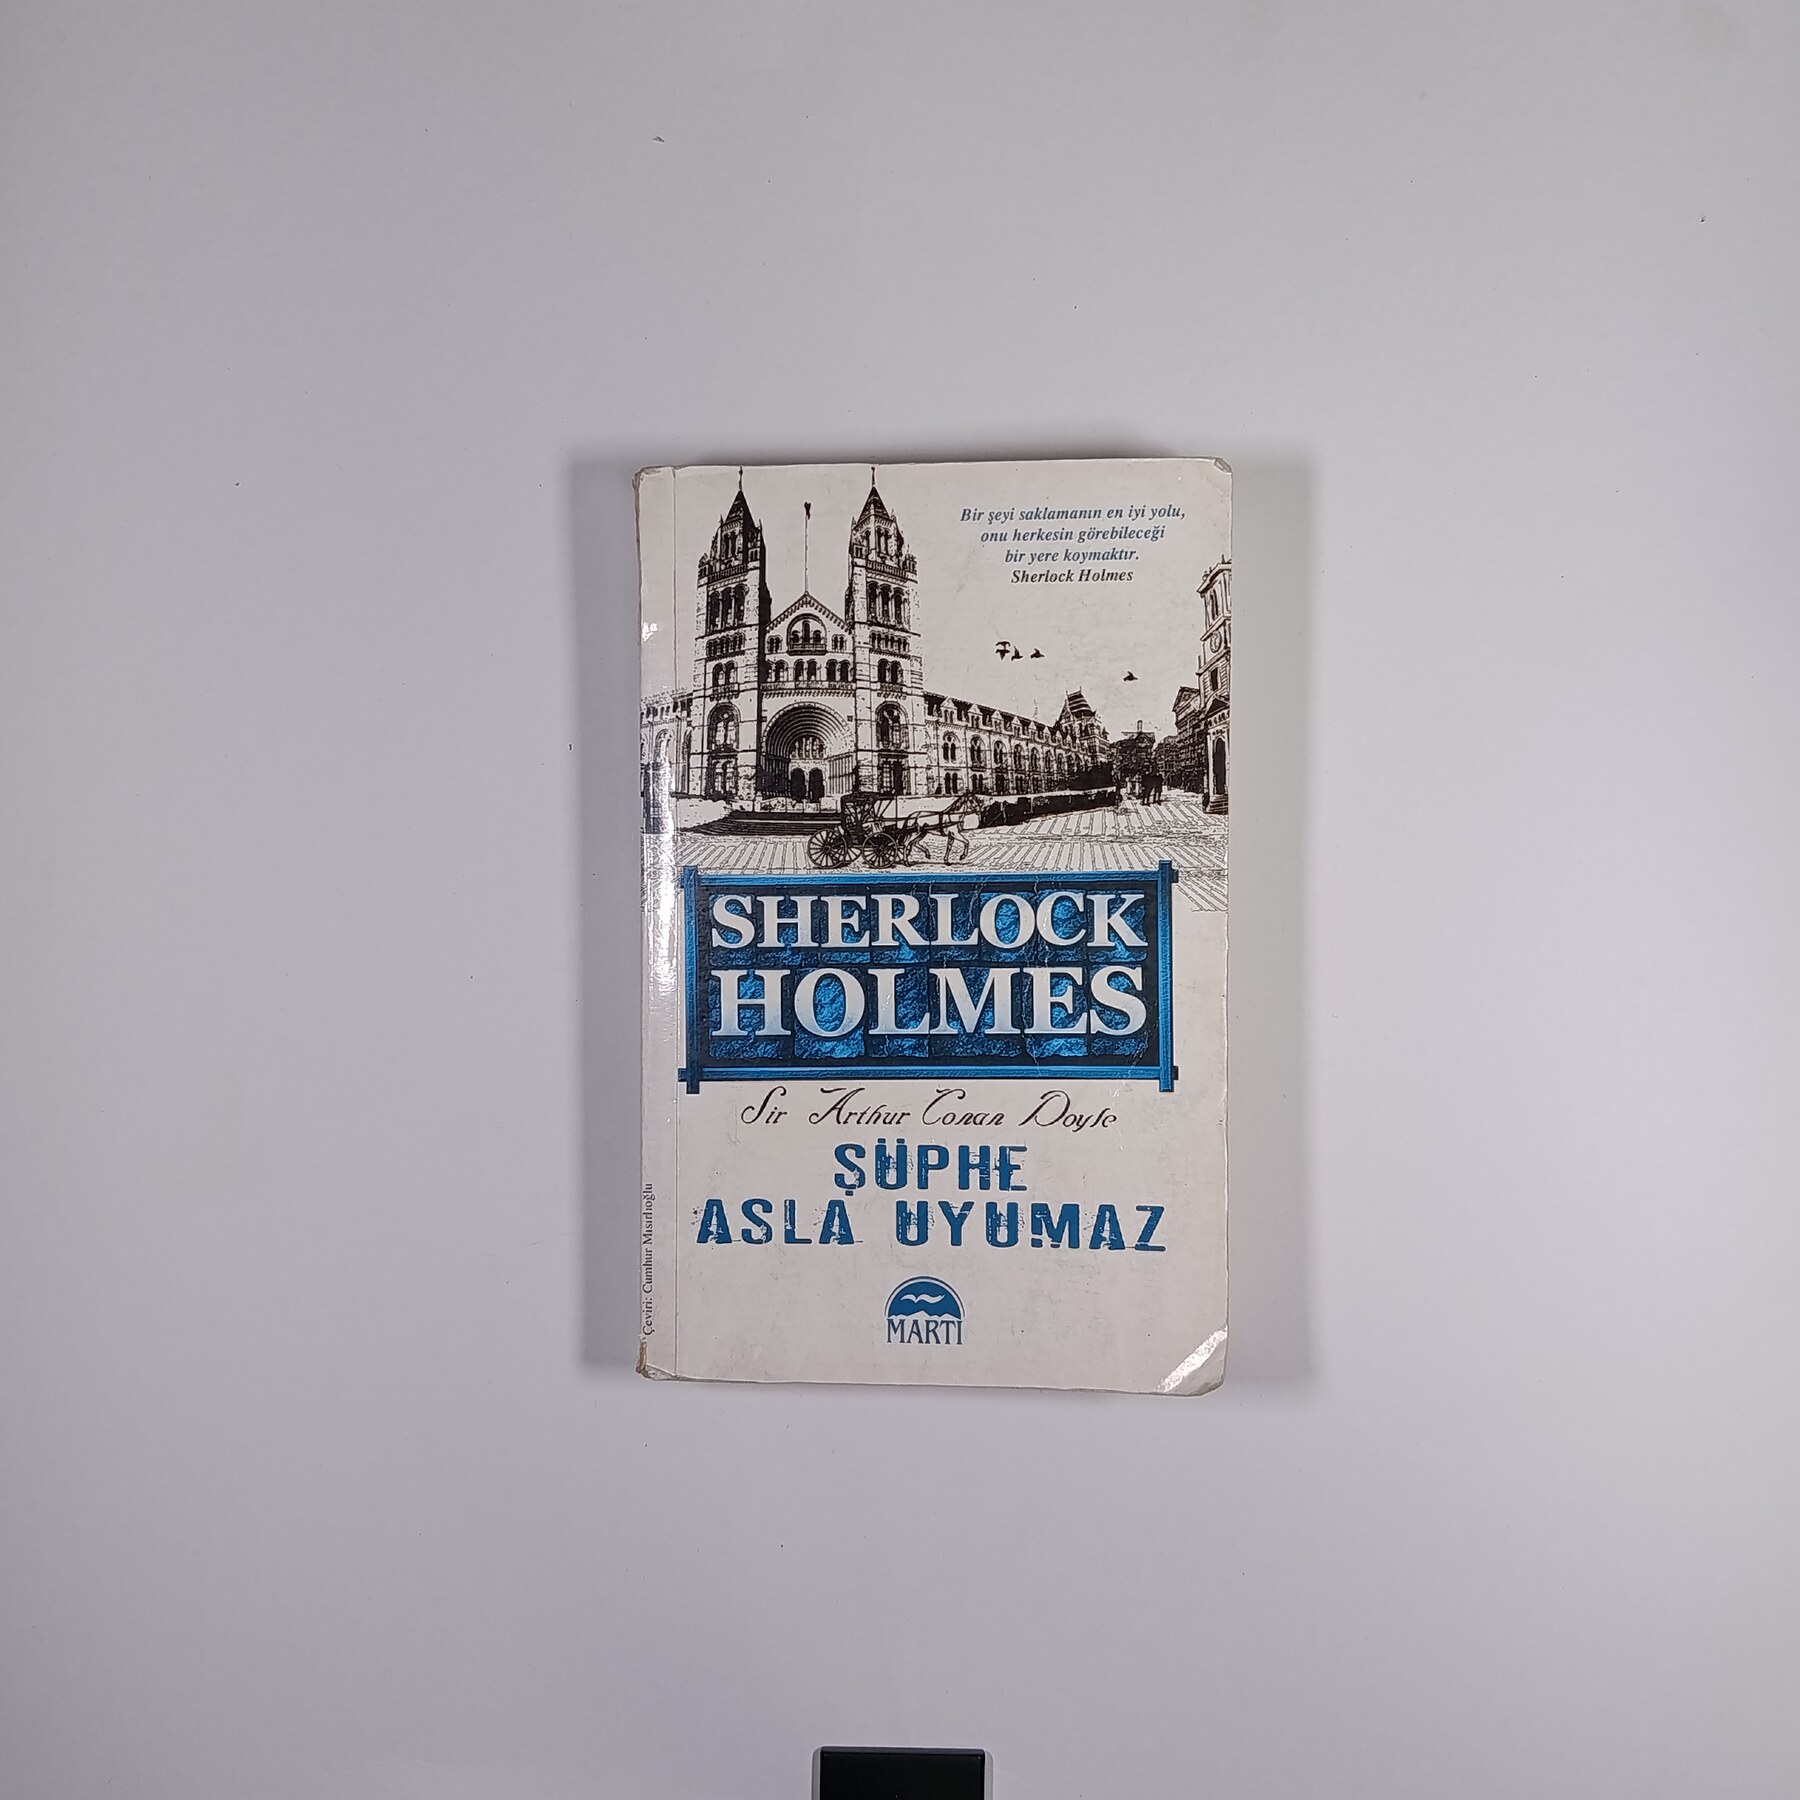 Bir şeyi saklamanın en iyi yolu,
onu herkesin görebileceği
bir yere koymaktır.
Sherlock Holmes
SHERLOCK
HOLMES
Sir Arthur Conan Doyle
ŞÜPHE
ASLA UYUMAZ
MARTI
Çeviri: Cumhur Mısırlıoğlu